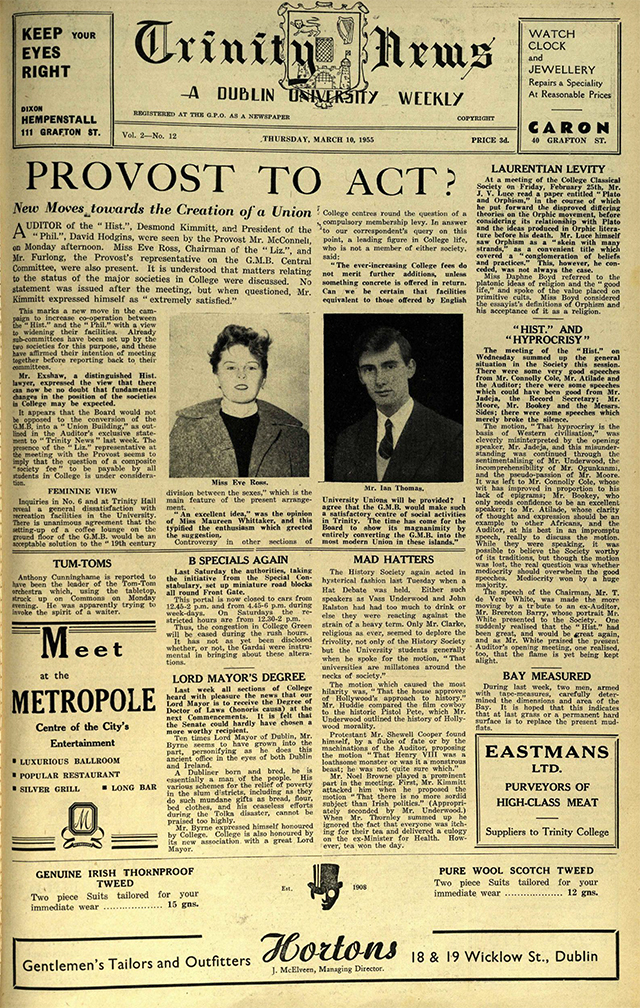 KEEP YOUR
EYES
RIGHT
DIXON
HEMPENSTALL
111 GRAFTON ST.
Trinity News
A DUBLIN UNIVERSITY WEEKLY
REGISTERED AT THE G.P.O. AS A NEWSPAPER
COPYRIGHT
Vol. 2—No. 12
THURSDAY, MARCH 10, 1955
PRICE 3d.
WATCH
CLOCK
and
JEWELLERY
Repairs a Speciality
At Reasonable Prices
CARON
40 GRAFTON ST.
PROVOST TO ACT?
New Moves towards the Creation of a Union
AUDITOR of the "Hist.", Desmond Kimmitt, and President of the
"Phil", David Hodgins, were seen by the Provost Mr. McConnell,
on Monday afternoon. Miss Eve Ross, Chairman of the "Liz", and
Mr. Furlong, the Provost's representative on the G.M.B. Central
Committee, were also present. It is understood that matters relating
to the status of the major societies in College were discussed. No
statement was issued after the meeting, but when questioned, Mr.
Kimmitt expressed himself as "extremely satisfied."
This marks a new move in the cam-
paign to increase co-operation between
the "Hist." and the "Phil" with a view
to widening their facilities. Already
sub-committees have been set up by the
two societies for this purpose, and these
have affirmed their intention of meeting
together before reporting back to their
committees.
Mr. Exshaw, a distinguished Hist.
lawyer, expressed the view that there
can now be no doubt that fundamental
changes in the position of the societies
in College may be expected.
It appears that the Board would not
be opposed to the conversion of the
G.M.B. into a "Union Building," as out-
lined in the Auditor's exclusive state-
ment to "Trinity News" last week. The
presence of the "Liz." representative at
the meeting with the Provost seems to
imply that the question of a composite
"society fee" to be payable by all
students in College is under considera-
tion.
FEMININE VIEW
Inquiries in No. 6 and at Trinity Hall
reveal a general dissatisfaction with
recreation facilities in the University.
There is unanimous agreement that the
setting-up of a coffee lounge on the
ground floor of the G.M.B. would be an
acceptable solution to the "19th century
College centres round the question of a
compulsory membership levy. In answer
to our correspondent's query on this
point, a leading figure in College life,
who is not a member of either society,
said:
"The ever-increasing College fees do
not merit further additions, unless
something concrete is offered in return.
Can we be certain that facilities
equivalent to those offered by English
Miss Eve Ross.
Mr. Ian Thomas.
division between the sexes," which is the
main feature of the present arrange-
ment.
"An excellent idea," was the opinion
of Miss Maureen Whittaker, and this
typified the enthusiasm which greeted
the suggestion.
Controversy in other sections of
University Unions will be provided? I
agree that the G.M.B. would make such
a satisfactory centre of social activities
in Trinity. The time has come for the
Board to show its magnanimity by
entirely converting the G.M.B. into the
most modern Union in these islands."
TUM-TOMS
Anthony Cunninghame is reported to
have been the leader of the Tom-Tom
orchestra which, using the tabletop,
struck up on Commons on Monday
evening. He was apparently trying to
invoke the spirit of a waiter.
Meet
at the
METROPOLE
Centre of the City's
Entertainment
LUXURIOUS BALLROOM
POPULAR RESTAURANT
SILVER GRILL
LONG BAR
M
B SPECIALS AGAIN
Last Saturday the authorities, taking
the initiative from the Special Con-
stabulary, set up miniature road blocks
all round Front Gate.
This portal is now closed to cars from
12.45-2 p.m. and from 4.45-6 p.m. during
week-days. On Saturdays the re-
stricted hours are from 12.30-2 p.m.
Thus, the congestion in College Green
will be eased during the rush hours.
It has not as yet been disclosed
whether, or not, the Gardai were instru-
mental in bringing about these altera-
tions.
LORD MAYOR'S DEGREE
Last week all sections of College
heard with pleasure the news that our
Lord Mayor is to receive the Degree of
Doctor of Laws (honoris causa) at the
next Commencements. It is felt that
the Senate could hardly have chosen a
more worthy recipient.
Ten times Lord Mayor of Dublin, Mr.
Byrne seems to have grown into the
part, personifying as he does this
ancient office in the eyes of both Dublin
and Ireland.
A Dubliner born and bred, he is
essentially a man of the people. His
various schemes for the relief of poverty
in the slum districts, including as they
do such mundane gifts as bread, flour,
bed clothes, and his ceaseless efforts
during the Tolka disaster, cannot be
praised too highly.
Mr. Byrne expressed himself honoured
by College. College is also honoured by
its new association with a great Lord
Mayor.
MAD HATTERS
The History Society again acted in
hysterical fashion last Tuesday when a
Hat Debate was held. Either such
speakers as Vass Underwood and John
Ralston had had too much to drink or
else they were reacting against the
strain of a heavy term. Only Mr. Clarke,
religious as ever, seemed to deplore the
frivolity, not only of the History Society
but the University students generally
when he spoke for the motion, "That
universities are millstones around the
necks of society."
The motion which caused the most
hilarity was, "That the house approves
of Hollywood's approach to history."
Mr. Huddie compared the film cowboy
to the historic Pistol Pete, which Mr.
Underwood outlined the history of Holly-
wood morality.
Protestant Mr. Shewell Cooper found
himself, by a fluke of fate or by the
machinations of the Auditor, proposing
the motion "That Henry VIII was a
loathsome monster or was it a monstrous
beast; he was not quite sure which."
Mr. Noel Browne played a prominent
part in the meeting. First, Mr. Kimmitt
attacked him when he proposed the
motion "That there is no more sordid
subject than Irish politics." (Appropri-
ately seconded by Mr. Underwood.)
When Mr. Thornley summed up he
ignored the fact that everyone was itch-
ing for their tea and delivered a eulogy
on the ex-Minister for Health. How-
ever, tea won the day.
LAURENTIAN LEVITY
At a meeting of the College Classical
Society on Friday, February 25th, Mr.
J. V. Luce read a paper entitled "Plato
and Orphism," in the course of which
he put forward the disproved differing
theories on the Orphic movement, before
considering its relationship with Plato
and the ideas produced in Orphic litera-
ture before his death. Mr. Luce himself
saw Orphism as a "skein with many
strands," as a convenient title which
covered a "conglomeration of beliefs
and practices." This, however, he con-
ceded, was not always the case.
Miss Daphne Boyd referred to the
platonic ideas of religion and the "good
life," and spoke of the value placed on
primitive cults. Miss Boyd considered
the essayist's definitions of Orphism and
his acceptance of it as a religion.
"HIST." AND
"HYPROCRISY"
The meeting of the "Hist." on
Wednesday summed up the general
situation in the Society this session.
There were some very good speeches
from Mr. Connolly Cole, Mr. Atilade and
the Auditor; there were some speeches
which could have been good from Mr.
Jadeja, the Record Secretary; Mr.
Moore, Mr. Bookey and the Messrs.
Sides; there were some speeches which
merely broke the silence.
The motion, "That hyprocrisy is the
basis of Western civilisation," was
cleverly misinterpreted by the opening
speaker, Mr. Jadeja, and this misunder-
standing was continued through the
sentimentalising of Mr. Underwood, the
incomprehensibility of Mr. Ogunkanmi,
and the pseudo-passion of Mr. Moore.
It was left to Mr. Connolly Cole, whose
wit has improved in proportion to his
lack of epigrams; Mr. Bookey, who
only needs confidence to be an excellent
speaker; to Mr. Atilade, whose clarity
of thought and expression should be an
example to other Africans, and the
Auditor, at his best in an impromptu
speech, really to discuss the motion.
While they were speaking, it was
possible to believe the Society worthy
of its traditions, but though the motion
was lost, the real question was whether
mediocrity should overwhelm the good
speeches. Mediocrity won by a huge
majority.
The speech of the Chairman, Mr. T.
de Vere White, was made the more
moving by a tribute to an ex-Auditor,
Mr. Brereton Barry, whose portrait Mr.
White presented to the Society. One
suddenly realised that the "Hist." had
been great, and would be great again,
and as Mr. White praised the present
Auditor's opening meeting, one realised,
too, that the flame is yet being kept
alight.
BAY MEASURED
During last week, two men, armed
with tape-measures, carefully deter-
mined the dimensions and area of the
Bay. It is hoped that this indicates
that at last grass or a permanent hard
surface is to replace the present mud-
flats.
EASTMANS
LTD.
PURVEYORS OF
HIGH-CLASS MEAT
Suppliers to Trinity College
GENUINE IRISH THORNPROOF
TWEED
Two piece Suits tailored for your
immediate wear .................... 15 gns.
Est. 1908
PURE WOOL SCOTCH TWEED
Two piece Suits tailored for your
immediate wear .................... 12 gns.
Gentlemen's Tailors and Outfitters
Hortons
J. McElveen, Managing Director.
18 & 19 Wicklow St., Dublin